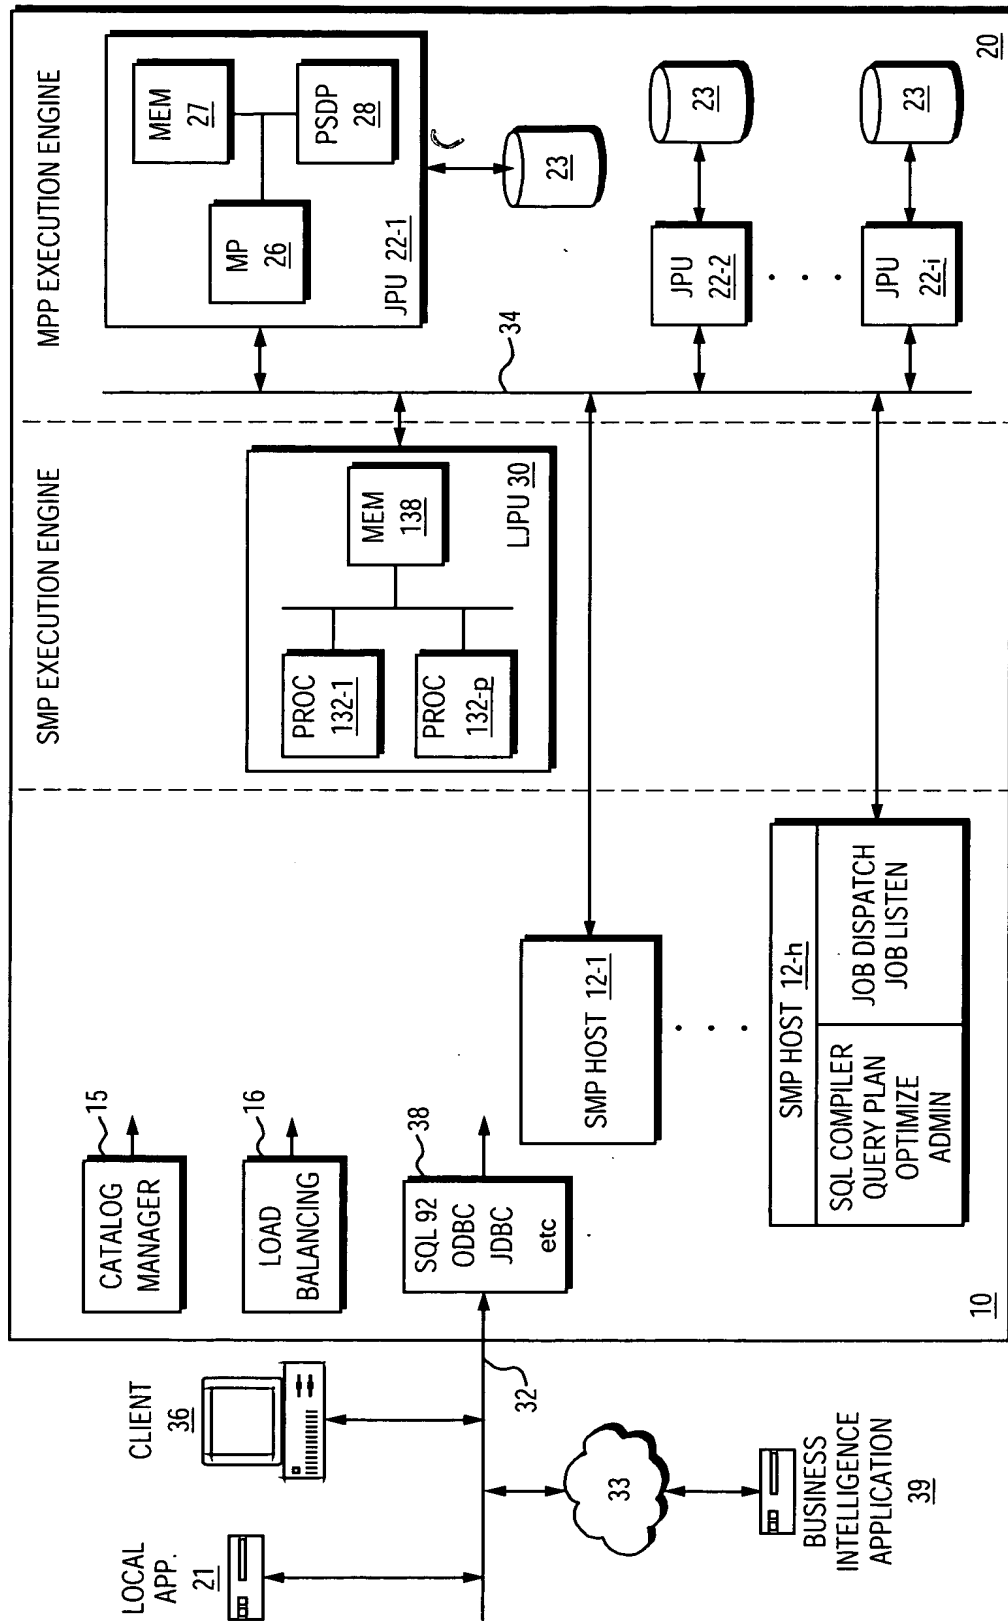 LOCAL
APP.
21
CLIENT
36
32
33
BUSINESS
INTELLIGENCE
APPLICATION
39
CATALOG
MANAGER
15
LOAD
BALANCING
16
SQL 92
ODBC
JDBC
etc
38
SMP HOST 12-1
SMP HOST 12-h
SQL COMPILER
QUERY PLAN
OPTIMIZE
ADMIN
JOB DISPATCH
JOB LISTEN
10
SMP EXECUTION ENGINE
PROC
132-1
PROC
132-p
MEM
138
LJPU 30
MPP EXECUTION ENGINE
34
MP
26
MEM
27
PSDP
28
JPU 22-1
23
JPU
22-2
23
JPU
22-i
23
20